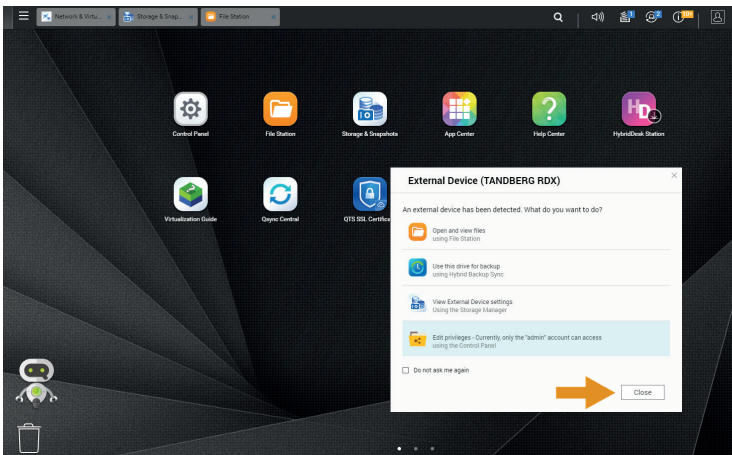 Network & Virtu...
Storage & Snap...
File Station
1
2
10+
Control Panel
File Station
Storage & Snapshots
App Center
Help Center
HD
HybridDesk Station
Virtualization Guide
Qsync Central
QTS SSL Certifica
External Device (TANDBERG RDX)
An external device has been detected. What do you want to do?
Open and view files
using File Station
Use this drive for backup
using Hybrid Backup Sync
View External Device settings
Using the Storage Manager
Edit privileges - Currently, only the "admin" account can access
using the Control Panel
Do not ask me again
Close